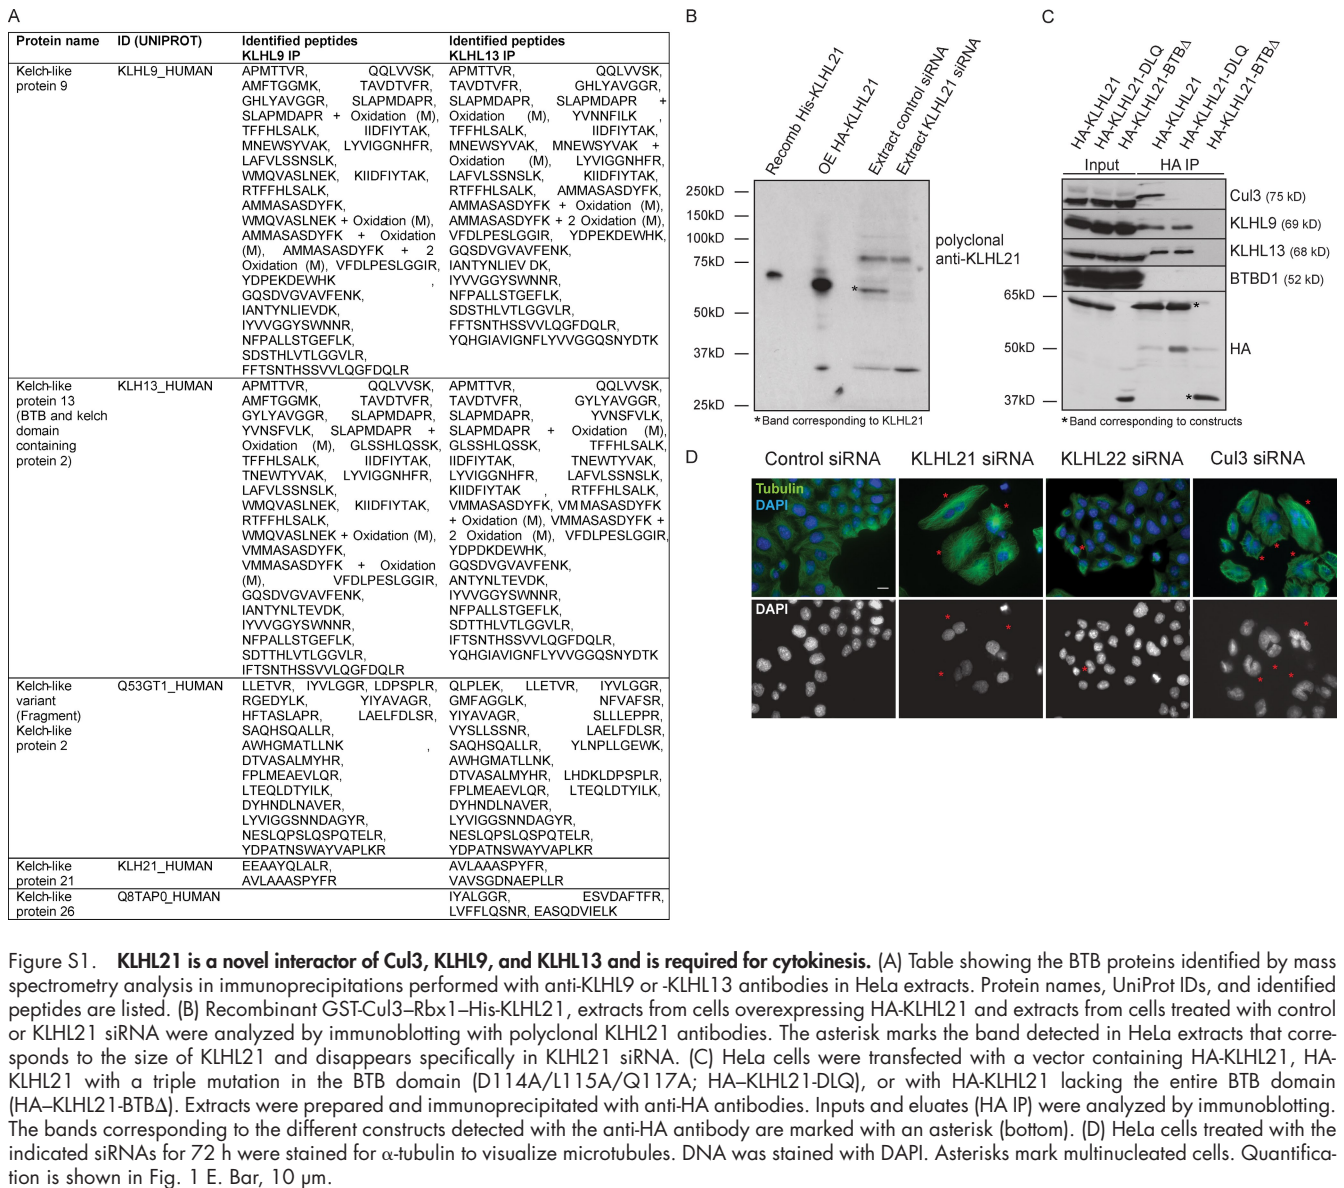 A
Protein name ID (UNIPROT) Identified peptides KLHL9 IP Identified peptides KLHL13 IP
Kelch-like protein 9
KLHL9_HUMAN
APMTTVR, QQLVVSK,
AMFTGGMK, TAVDTVFR,
GHLYAVGGR, SLAPMDAPR,
SLAPMDAPR + Oxidation (M),
TFFHLSALK, IIDFIYTAK,
MNEWSYVAK, LYVIGGNHFR,
LAFVLSSNSLK,
WMQVASLNEK, KIIDFIYTAK,
RTFFHLSALK,
AMMASASDYFK,
WMQVASLNEK + Oxidation (M),
AMMASASDYFK + Oxidation
(M), AMMASASDYFK + 2
Oxidation (M), VFDLPESLGGIR,
YDPEKDEWHK ,
GQSDVGVAVFENK,
IANTYNLIEVDK,
IYVVGGYSWNNR,
NFPALLSTGEFLK,
SDSTHLVTLGGVLR,
FFTSNTHSSVVLQGFDQLR
APMTTVR, QQLVVSK,
TAVDTVFR, GHLYAVGGR,
SLAPMDAPR, SLAPMDAPR +
Oxidation (M), YVNNFILK ,
TFFHLSALK, IIDFIYTAK,
MNEWSYVAK, MNEWSYVAK +
Oxidation (M), LYVIGGNHFR,
LAFVLSSNSLK, KIIDFIYTAK,
RTFFHLSALK, AMMASASDYFK,
AMMASASDYFK + Oxidation (M),
AMMASASDYFK + 2 Oxidation (M),
VFDLPESLGGIR, YDPEKDEWHK,
GQSDVGVAVFENK,
IANTYNLIEV DK,
IYVVGGYSWNNR,
NFPALLSTGEFLK,
SDSTHLVTLGGVLR,
FFTSNTHSSVVLQGFDQLR,
YQHGIAVIGNFLYVVGGQSNYDTK
Kelch-like
protein 13
(BTB and kelch
domain
containing
protein 2)
KLH13_HUMAN
APMTTVR, QQLVVSK,
AMFTGGMK, TAVDTVFR,
GYLYAVGGR, SLAPMDAPR,
YVNSFVLK, SLAPMDAPR +
Oxidation (M), GLSSHLQSSK,
TFFHLSALK, IIDFIYTAK,
TNEWTYVAK, LYVIGGNHFR,
LAFVLSSNSLK,
WMQVASLNEK, KIIDFIYTAK,
RTFFHLSALK,
WMQVASLNEK + Oxidation (M),
VMMASASDYFK,
VMMASASDYFK + Oxidation
(M), VFDLPESLGGIR,
GQSDVGVAVFENK,
IANTYNLTEVDK,
IYVVGGYSWNNR,
NFPALLSTGEFLK,
SDTTHLVTLGGVLR,
IFTSNTHSSVVLQGFDQLR
APMTTVR, QQLVVSK,
TAVDTVFR, GYLYAVGGR,
SLAPMDAPR, YVNSFVLK,
SLAPMDAPR + Oxidation (M),
GLSSHLQSSK, TFFHLSALK,
IIDFIYTAK, TNEWTYVAK,
LYVIGGNHFR, LAFVLSSNSLK,
KIIDFIYTAK , RTFFHLSALK,
VMMASASDYFK, VMMASASDYFK
+ Oxidation (M), VMMASASDYFK +
2 Oxidation (M), VFDLPESLGGIR,
YDPDKDEWHK,
GQSDVGVAVFENK,
ANTYNLTEVDK,
IYVVGGYSWNNR,
NFPALLSTGEFLK,
SDTTHLVTLGGVLR,
IFTSNTHSSVVLQGFDQLR,
YQHGIAVIGNFLYVVGGQSNYDTK
Kelch-like
variant
(Fragment)
Kelch-like
protein 2
Q53GT1_HUMAN
LLETVR, IYVLGGR, LDPSPLR,
RGEDYLK, YIYAVAGR,
HFTASLAPR, LAELFDLSR,
SAQHSQALLR,
AWHGMATLLNK ,
DTVASALMYHR,
FPLMEAEVLQR,
LTEQLDTYILK,
DYHNDLNAVER,
LYVIGGSNNDAGYR,
NESLQPSLQSPQTELR,
YDPATNSWAYVAPLKR
QLPLEK, LLETVR, IYVLGGR,
GMFAGGLK, NFVAFSR,
YIYAVAGR, SLLLEPPR,
VYSLLSSNR, LAELFDLSR,
SAQHSQALLR, YLNPLLGEWK,
AWHGMATLLNK,
DTVASALMYHR, LHDKLDPSPLR,
FPLMEAEVLQR, LTEQLDTYILK,
DYHNDLNAVER,
LYVIGGSNNDAGYR,
NESLQPSLQSPQTELR,
YDPATNSWAYVAPLKR
Kelch-like
protein 21
KLH21_HUMAN
EEAAYQLALR,
AVLAAASPYFR
AVLAAASPYFR,
VAVSGDNAEPLLR
Kelch-like
protein 26
Q8TAP0_HUMAN
IYALGGR, ESVDAFTFR,
LVFFLQSNR, EASQDVIELK
B
Recomb His-KLHL21
OE HA-KLHL21
Extract control siRNA
Extract KLHL21 siRNA
250kD
150kD
100kD
75kD
50kD
37kD
25kD
*
polyclonal
anti-KLHL21
* Band corresponding to KLHL21
C
HA-KLHL21
HA-KLHL21-DLQ
HA-KLHL21-BTBΔ
HA-KLHL21
HA-KLHL21-DLQ
HA-KLHL21-BTBΔ
Input HA IP
Cul3 (75 kD)
KLHL9 (69 kD)
KLHL13 (68 kD)
BTBD1 (52 kD)
65kD
*
50kD
HA
37kD
*
* Band corresponding to constructs
D
Control siRNA KLHL21 siRNA KLHL22 siRNA Cul3 siRNA
Tubulin
DAPI
DAPI
Figure S1. KLHL21 is a novel interactor of Cul3, KLHL9, and KLHL13 and is required for cytokinesis. (A) Table showing the BTB proteins identified by mass
spectrometry analysis in immunoprecipitations performed with anti-KLHL9 or -KLHL13 antibodies in HeLa extracts. Protein names, UniProt IDs, and identified
peptides are listed. (B) Recombinant GST-Cul3–Rbx1–His-KLHL21, extracts from cells overexpressing HA-KLHL21 and extracts from cells treated with control
or KLHL21 siRNA were analyzed by immunoblotting with polyclonal KLHL21 antibodies. The asterisk marks the band detected in HeLa extracts that corre-
sponds to the size of KLHL21 and disappears specifically in KLHL21 siRNA. (C) HeLa cells were transfected with a vector containing HA-KLHL21, HA-
KLHL21 with a triple mutation in the BTB domain (D114A/L115A/Q117A; HA–KLHL21-DLQ), or with HA-KLHL21 lacking the entire BTB domain
(HA–KLHL21-BTBΔ). Extracts were prepared and immunoprecipitated with anti-HA antibodies. Inputs and eluates (HA IP) were analyzed by immunoblotting.
The bands corresponding to the different constructs detected with the anti-HA antibody are marked with an asterisk (bottom). (D) HeLa cells treated with the
indicated siRNAs for 72 h were stained for α-tubulin to visualize microtubules. DNA was stained with DAPI. Asterisks mark multinucleated cells. Quantifica-
tion is shown in Fig. 1 E. Bar, 10 μm.